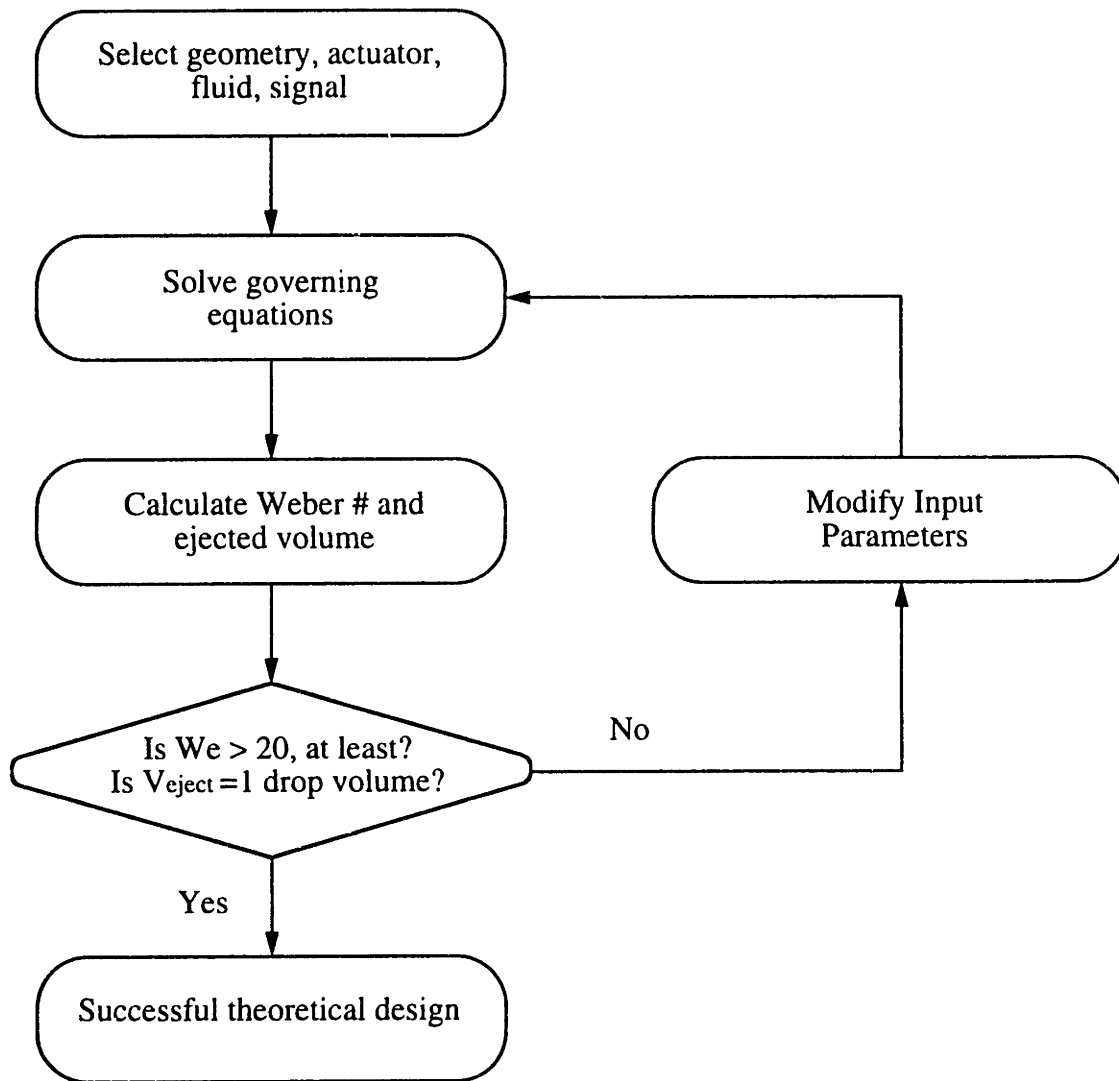 Select geometry, actuator,
fluid, signal
Solve governing
equations
Calculate Weber # and
ejected volume
Modify Input
Parameters
Is We > 20, at least?
Is Veject =1 drop volume?
No
Yes
Successful theoretical design